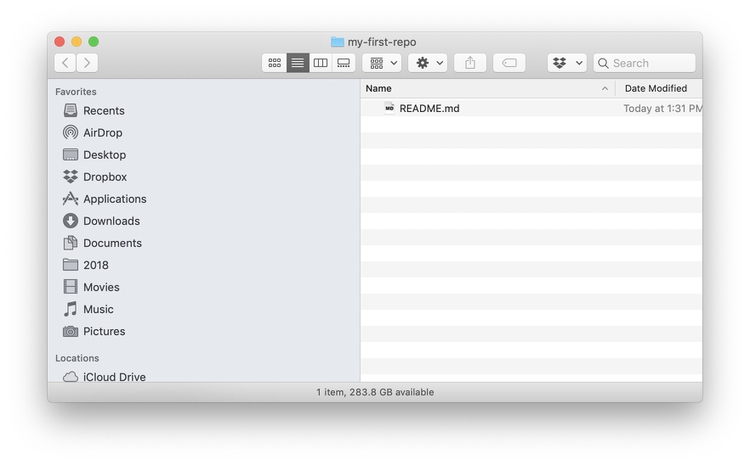 my-first-repo
Search
Favorites
Recents
AirDrop
Desktop
Dropbox
Applications
Downloads
Documents
2018
Movies
Music
Pictures
Locations
iCloud Drive
Name
Date Modified
MD
README.md
Today at 1:31 PM
1 item, 283.8 GB available